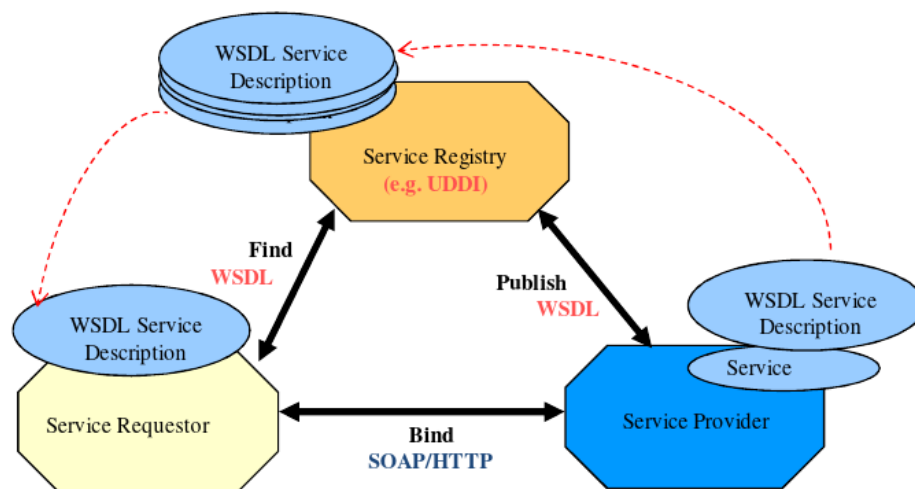 WSDL Service
Description
Service Registry
(e.g. UDDI)
Find
WSDL
Publish
WSDL
WSDL Service
Description
Service
WSDL Service
Description
Service Requestor
Service Provider
Bind
SOAP/HTTP